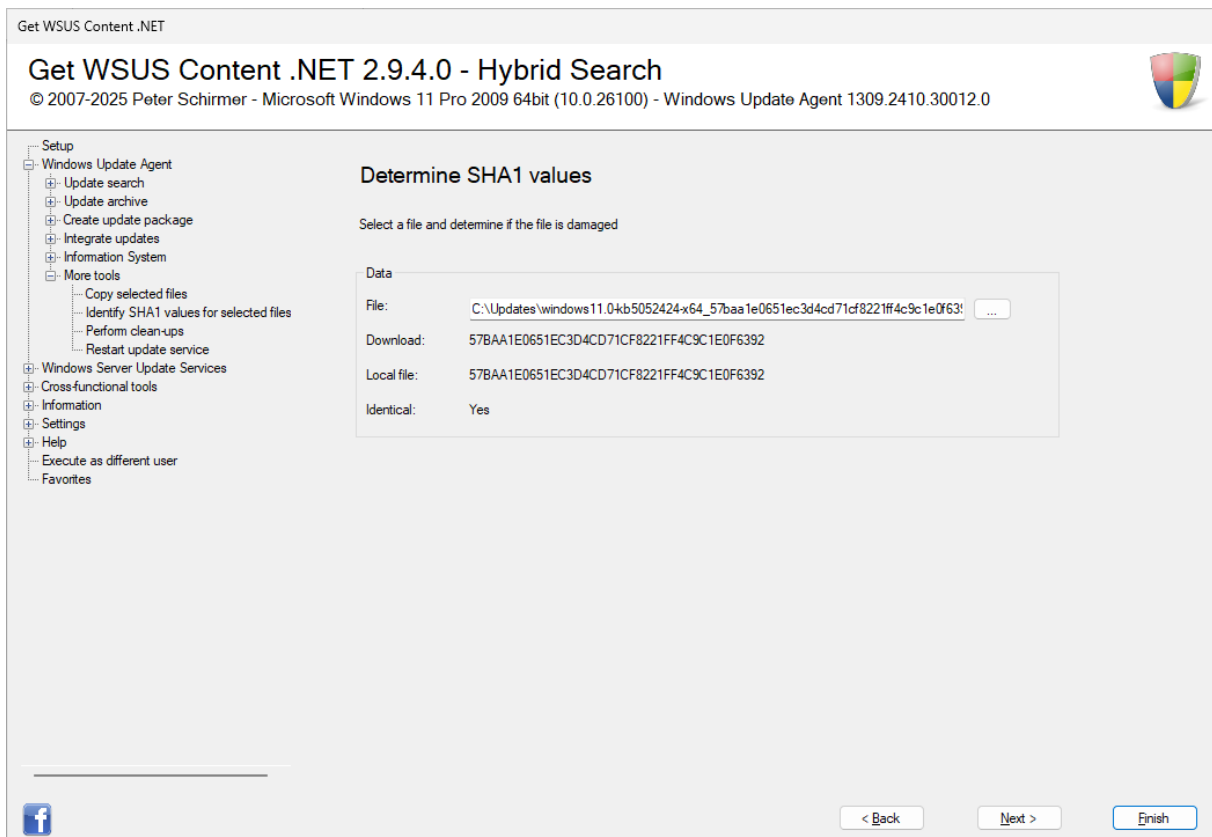 Get WSUS Content .NET
Get WSUS Content .NET 2.9.4.0 - Hybrid Search
© 2007-2025 Peter Schirmer - Microsoft Windows 11 Pro 2009 64bit (10.0.26100) - Windows Update Agent 1309.2410.30012.0
Setup
Windows Update Agent
Update search
Update archive
Create update package
Integrate updates
Information System
More tools
Copy selected files
Identify SHA1 values for selected files
Perform clean-ups
Restart update service
Windows Server Update Services
Cross-functional tools
Information
Settings
Help
Execute as different user
Favorites
Determine SHA1 values
Select a file and determine if the file is damaged
Data
File: C:\Updates\windows11.0-kb5052424-x64_57baa1e0651ec3d4cd71cf8221ff4c9c1e0f639 ...
Download: 57BAA1E0651EC3D4CD71CF8221FF4C9C1E0F6392
Local file: 57BAA1E0651EC3D4CD71CF8221FF4C9C1E0F6392
Identical: Yes
f
< Back Next > Finish